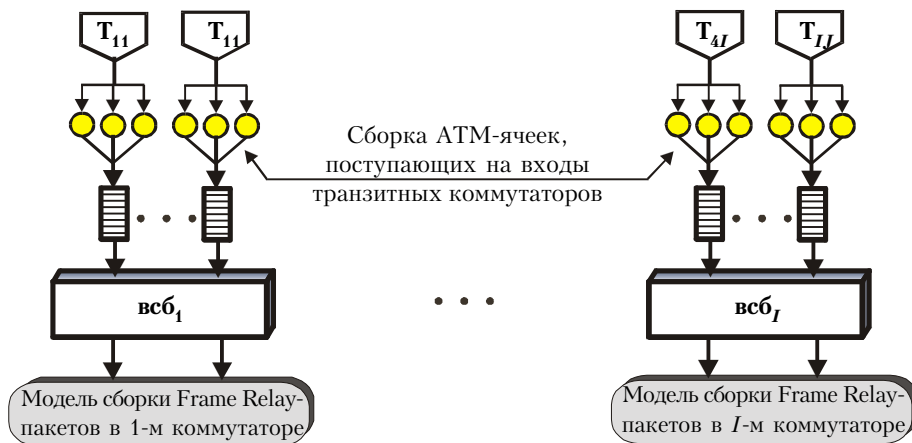 T11 T11 T4I TI,J
Сборка АТМ-ячеек,
поступающих на входы
транзитных коммутаторов
всб1 всбI
Модель сборки Frame Relay-
пакетов в 1-м коммутаторе
Модель сборки Frame Relay-
пакетов в I-м коммутаторе